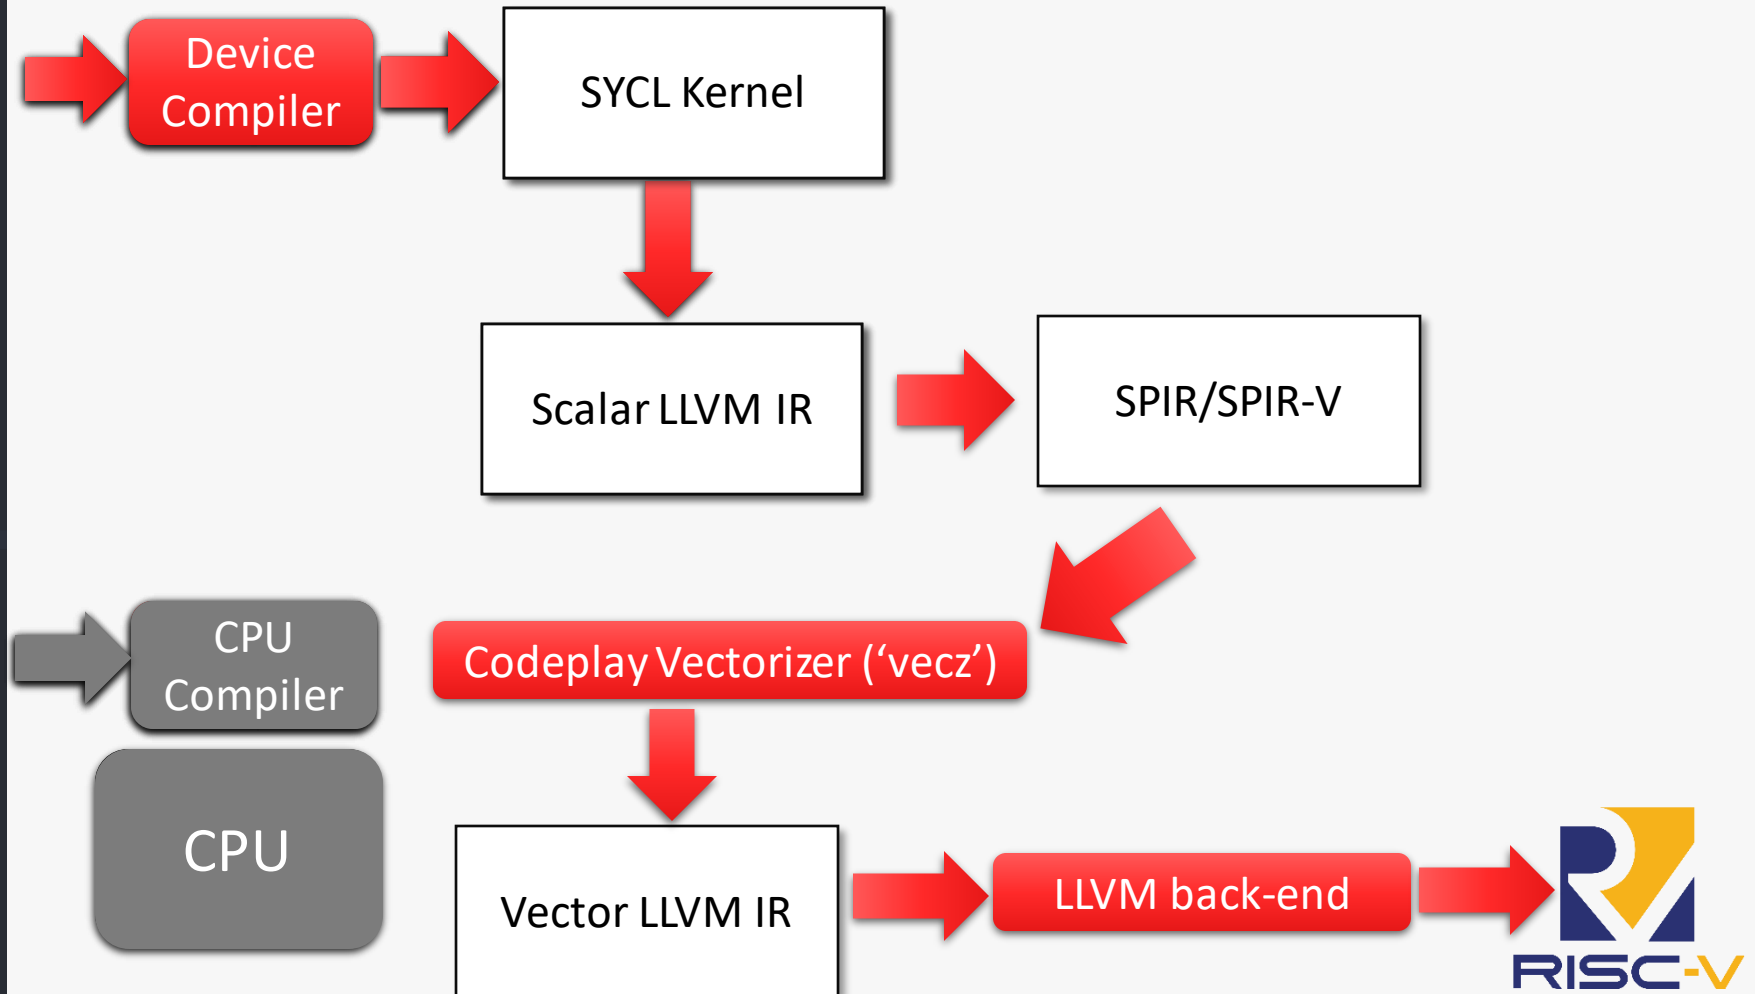 Device
Compiler
SYCL Kernel
Scalar LLVM IR
SPIR/SPIR-V
CPU
Compiler
Codeplay Vectorizer (‘vecz’)
CPU
Vector LLVM IR
LLVM back-end
RISC-V